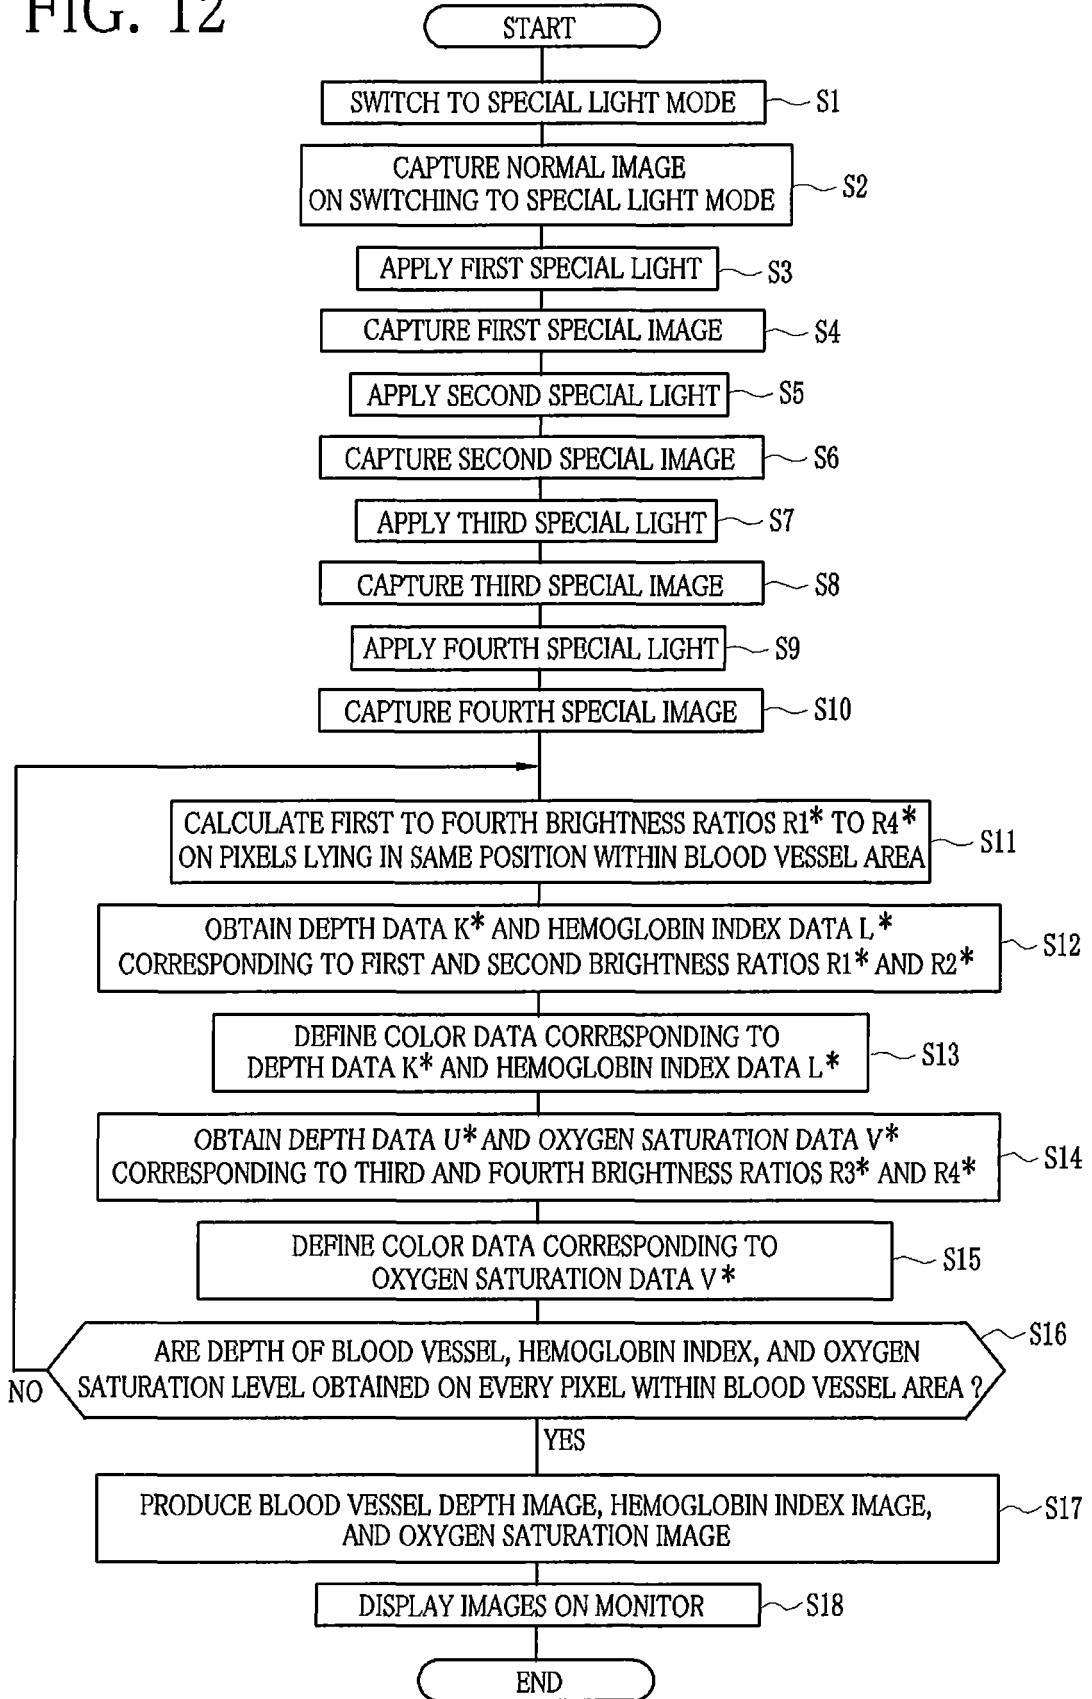 FIG. 12
START
SWITCH TO SPECIAL LIGHT MODE
S1
CAPTURE NORMAL IMAGE
ON SWITCHING TO SPECIAL LIGHT MODE
S2
APPLY FIRST SPECIAL LIGHT
S3
CAPTURE FIRST SPECIAL IMAGE
S4
APPLY SECOND SPECIAL LIGHT
S5
CAPTURE SECOND SPECIAL IMAGE
S6
APPLY THIRD SPECIAL LIGHT
S7
CAPTURE THIRD SPECIAL IMAGE
S8
APPLY FOURTH SPECIAL LIGHT
S9
CAPTURE FOURTH SPECIAL IMAGE
S10
CALCULATE FIRST TO FOURTH BRIGHTNESS RATIOS R1* TO R4*
ON PIXELS LYING IN SAME POSITION WITHIN BLOOD VESSEL AREA
S11
OBTAIN DEPTH DATA K* AND HEMOGLOBIN INDEX DATA L*
CORRESPONDING TO FIRST AND SECOND BRIGHTNESS RATIOS R1* AND R2*
S12
DEFINE COLOR DATA CORRESPONDING TO
DEPTH DATA K* AND HEMOGLOBIN INDEX DATA L*
S13
OBTAIN DEPTH DATA U* AND OXYGEN SATURATION DATA V*
CORRESPONDING TO THIRD AND FOURTH BRIGHTNESS RATIOS R3* AND R4*
S14
DEFINE COLOR DATA CORRESPONDING TO
OXYGEN SATURATION DATA V*
S15
ARE DEPTH OF BLOOD VESSEL, HEMOGLOBIN INDEX, AND OXYGEN
SATURATION LEVEL OBTAINED ON EVERY PIXEL WITHIN BLOOD VESSEL AREA ?
S16
NO
YES
PRODUCE BLOOD VESSEL DEPTH IMAGE, HEMOGLOBIN INDEX IMAGE,
AND OXYGEN SATURATION IMAGE
S17
DISPLAY IMAGES ON MONITOR
S18
END